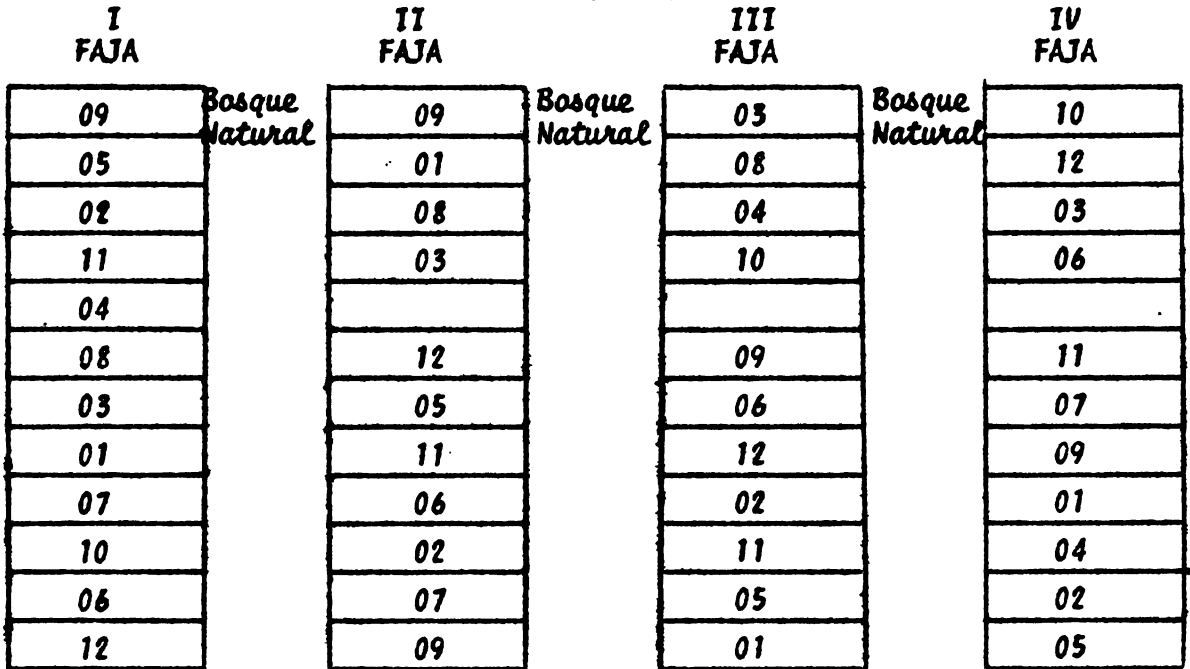 I II III IV
FAJA FAJA FAJA FAJA
09 Bosque 09 Bosque 03 Bosque 10
Natural Natural Natural
05 01 08 12
02 08 04 03
11 03 10 06
04
08 12 09 11
03 05 06 07
01 11 12 09
07 06 02 01
10 02 11 04
06 07 05 02
12 09 01 05